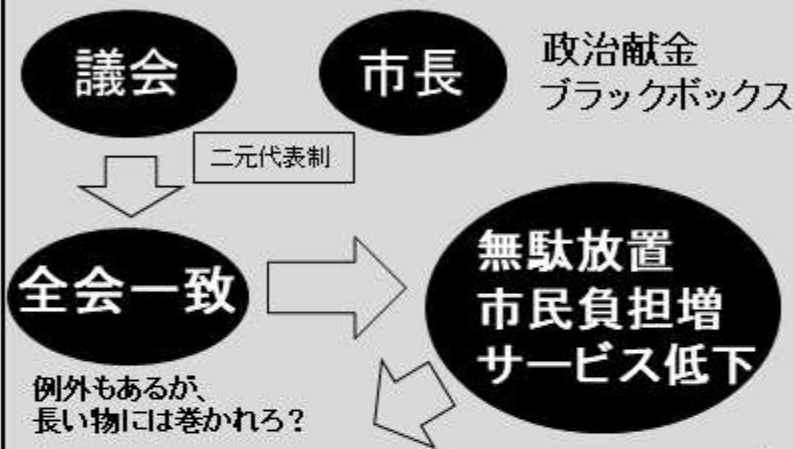 議会
市長
政治献金
ブラックボックス
二元代表制
全会一致
無駄放置
市民負担増
サービス低下
例外もあるが、
長い物には巻かれろ？